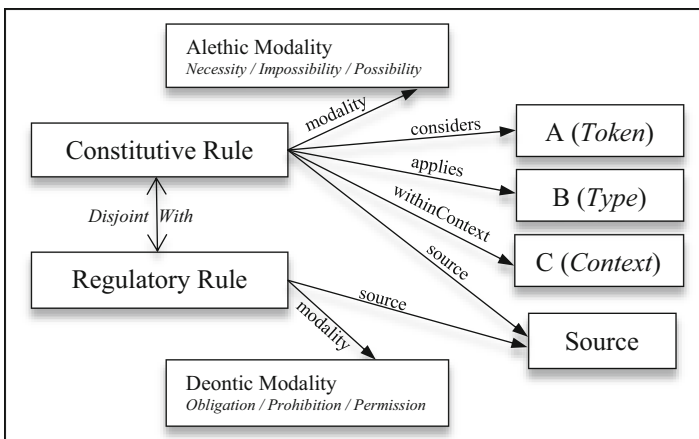 Alethic Modality
Necessity / Impossibility / Possibility
modality
considers
A (Token)
Constitutive Rule
applies
B (Type)
withinContext
Disjoint With
C (Context)
source
Regulatory Rule
source
modality
Source
Deontic Modality
Obligation / Prohibition / Permission